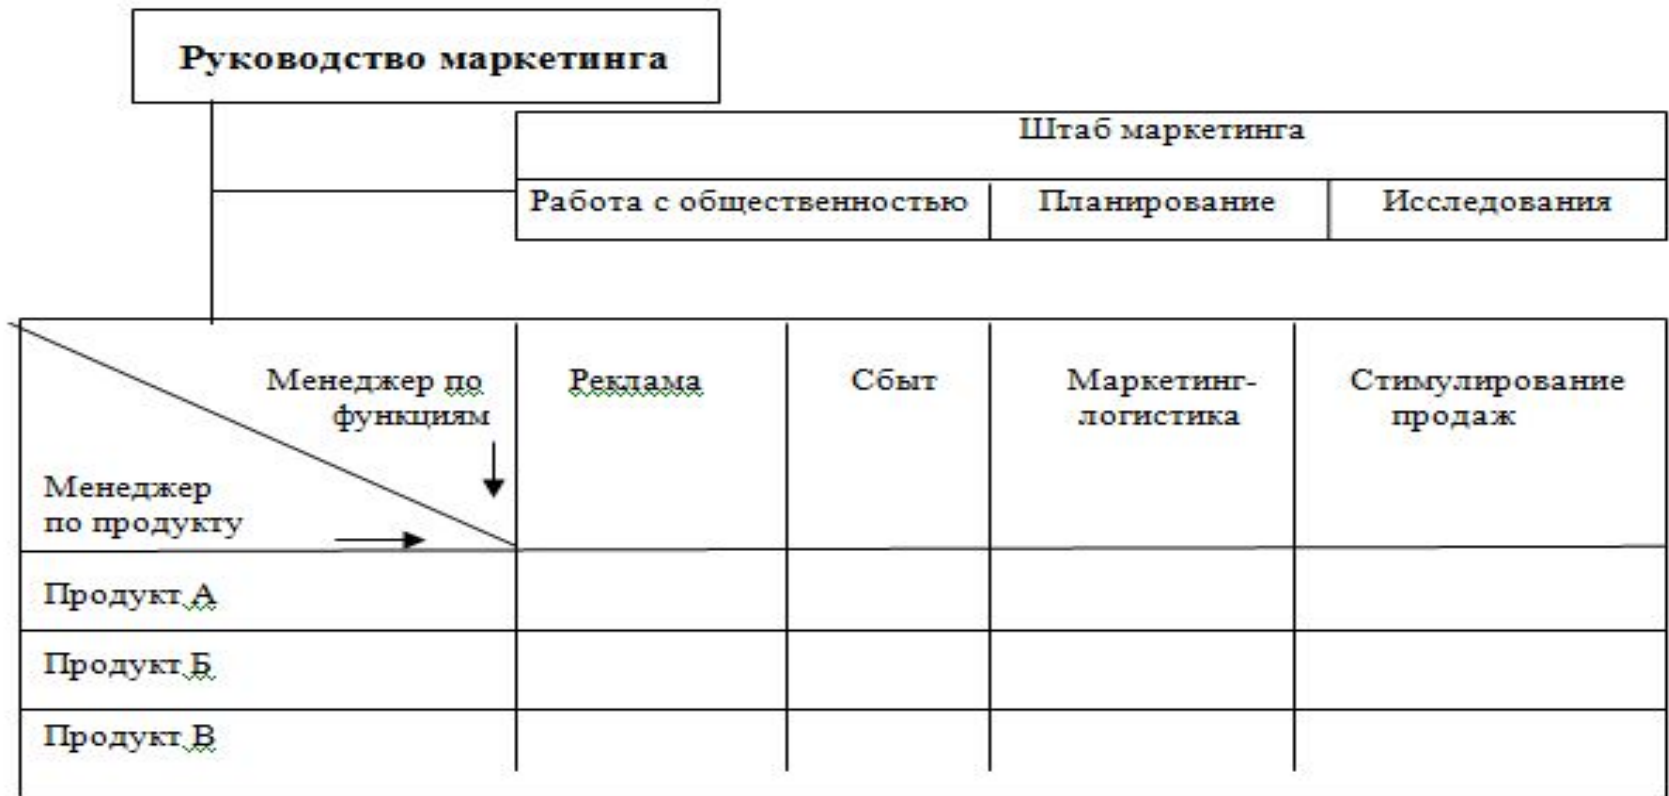 Руководство маркетинга
Штаб маркетинга
Работа с общественностью
Планирование
Исследования
Менеджер по
функциям
Менеджер
по продукту
Реклама
Сбыт
Маркетинг-
логистика
Стимулирование
продаж
Продукт А
Продукт Б
Продукт В